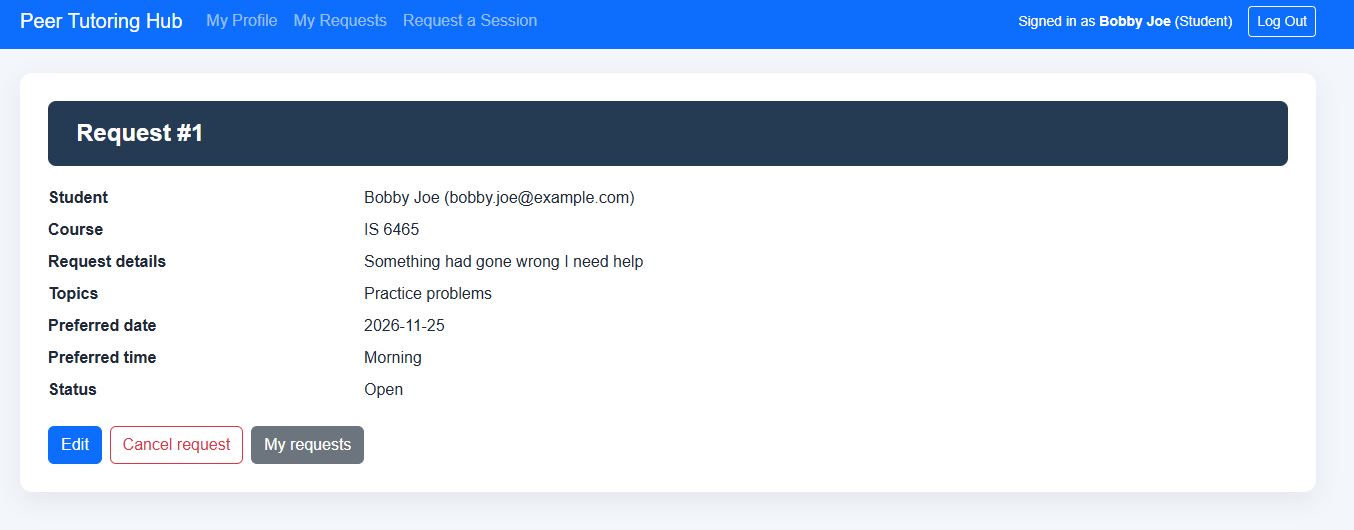 Peer Tutoring Hub My Profile My Requests Request a Session Signed in as Bobby Joe (Student) Log Out
Request #1
Student Bobby Joe (bobby.joe@example.com)
Course IS 6465
Request details Something had gone wrong I need help
Topics Practice problems
Preferred date 2026-11-25
Preferred time Morning
Status Open
Edit Cancel request My requests